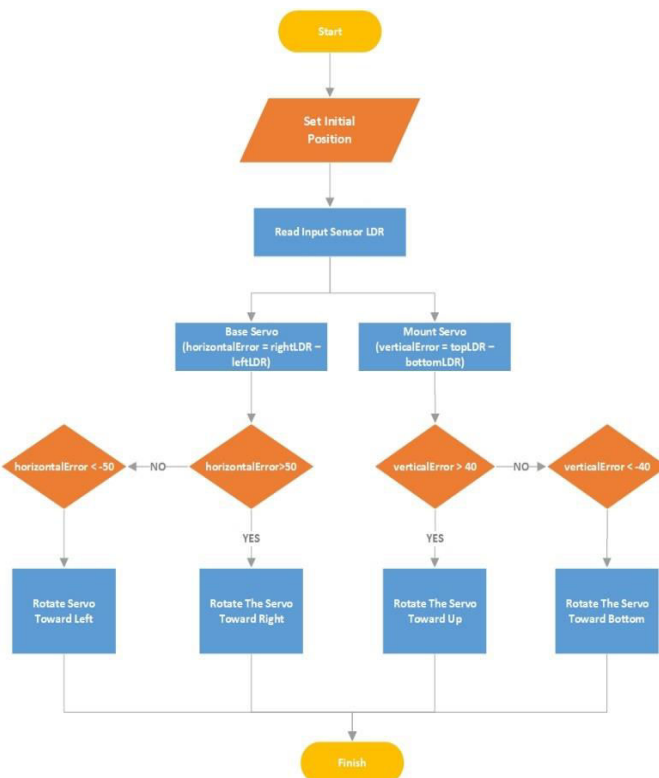 Start
Set Initial
Position
Read Input Sensor LDR
Base Servo
(horizontalError = rightLDR –
leftLDR)
Mount Servo
(verticalError = topLDR –
bottomLDR)
horizontalError < -50
NO
horizontalError>50
verticalError > 40
NO
verticalError < -40
YES
YES
Rotate Servo
Toward Left
Rotate The Servo
Toward Right
Rotate The Servo
Toward Up
Rotate The Servo
Toward Bottom
Finish